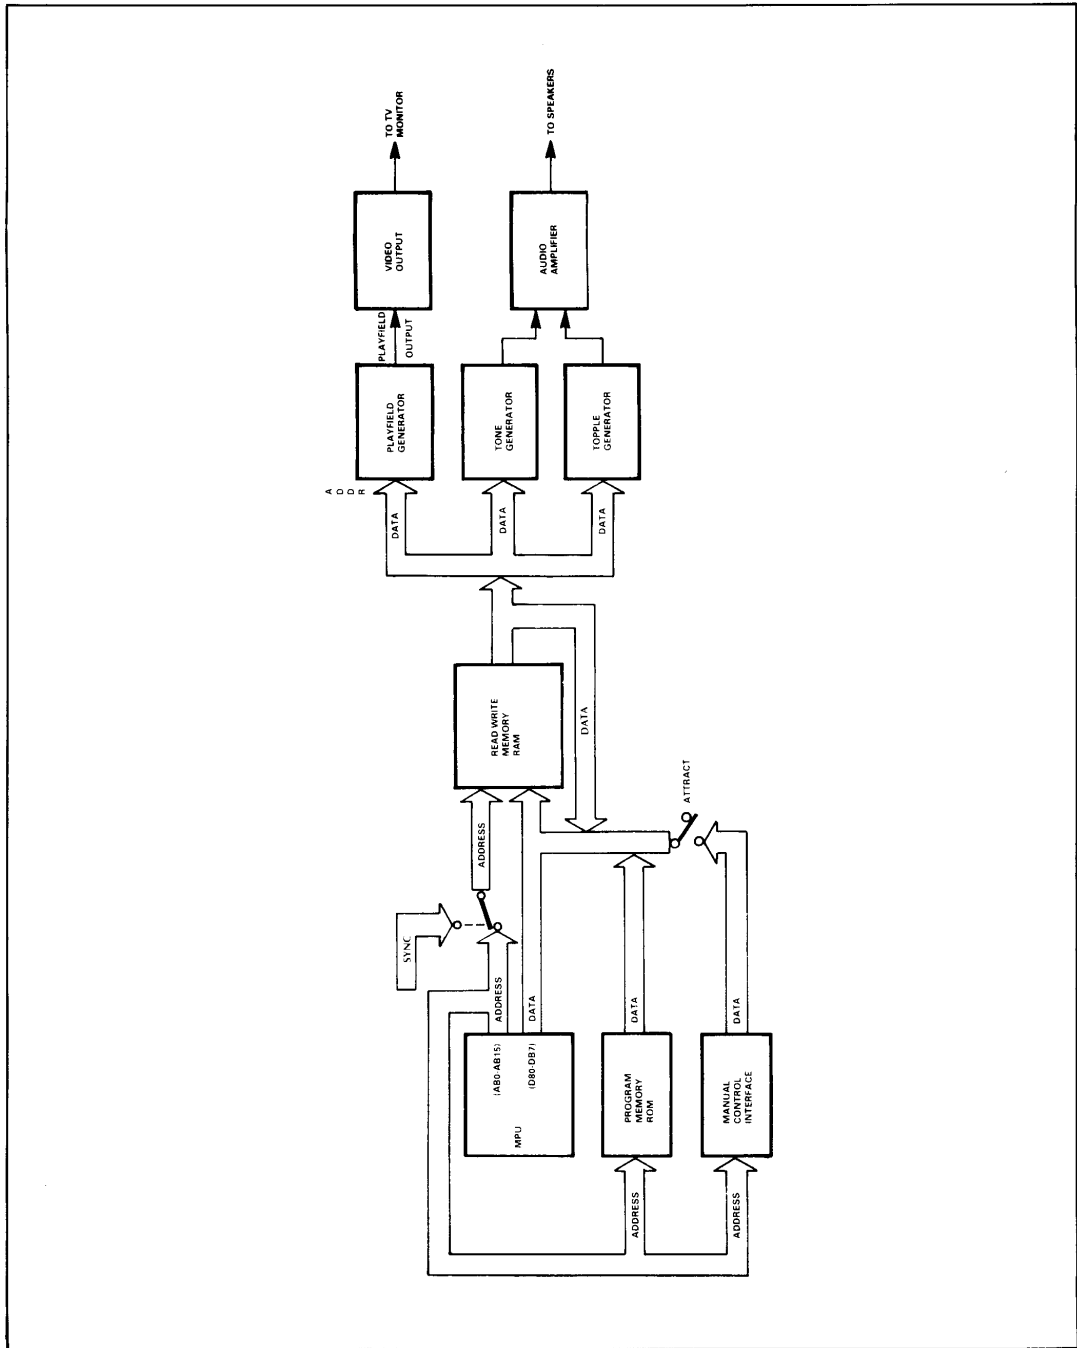 TO TV
MONITOR
TO SPEAKERS
VIDEO
OUTPUT
AUDIO
AMPLIFIER
PLAYFIELD
OUTPUT
PLAYFIELD
GENERATOR
TONE
GENERATOR
TOPPLE
GENERATOR
A
D
D
R
DATA
DATA
DATA
READ WRITE
MEMORY
RAM
DATA
ATTRACT
ADDRESS
SYNC
ADDRESS
DATA
DATA
DATA
(AB0-AB15)
(D80-DB7)
MPU
PROGRAM
MEMORY
ROM
MANUAL
CONTROL
INTERFACE
ADDRESS
ADDRESS